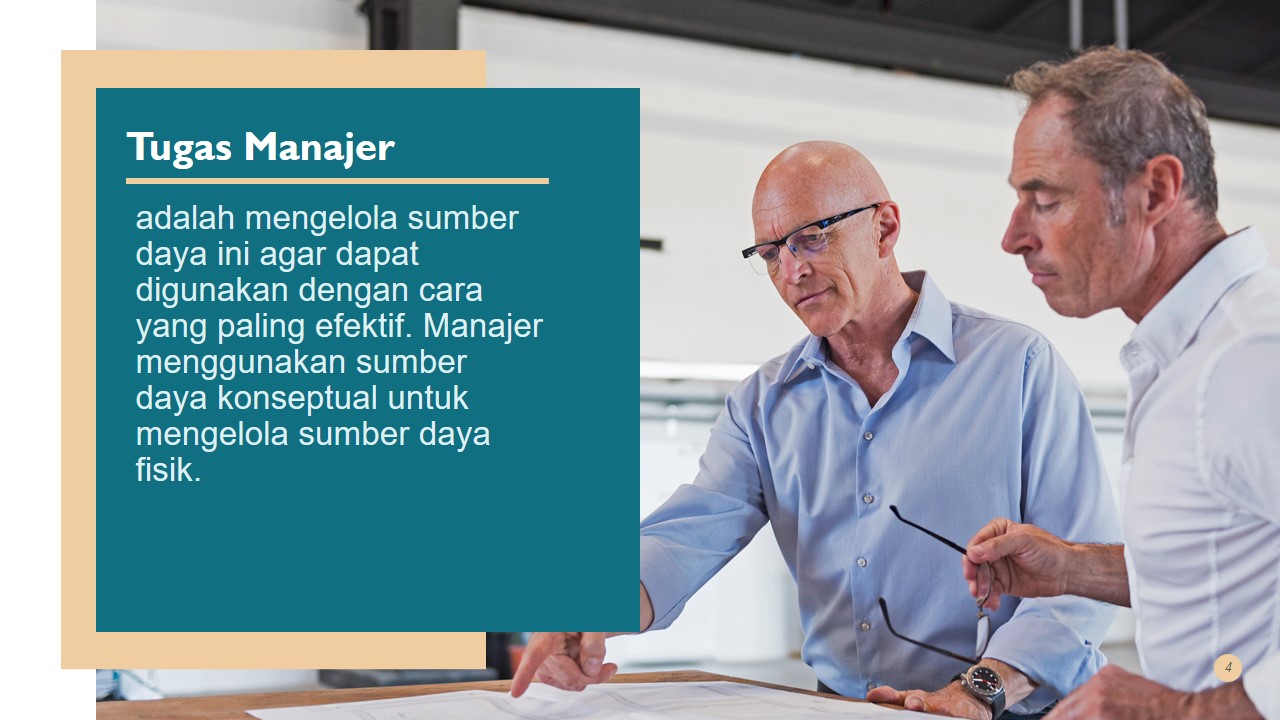 Tugas Manajer
adalah mengelola sumber
daya ini agar dapat
digunakan dengan cara
yang paling efektif. Manajer
menggunakan sumber
daya konseptual untuk
mengelola sumber daya
fisik.
4